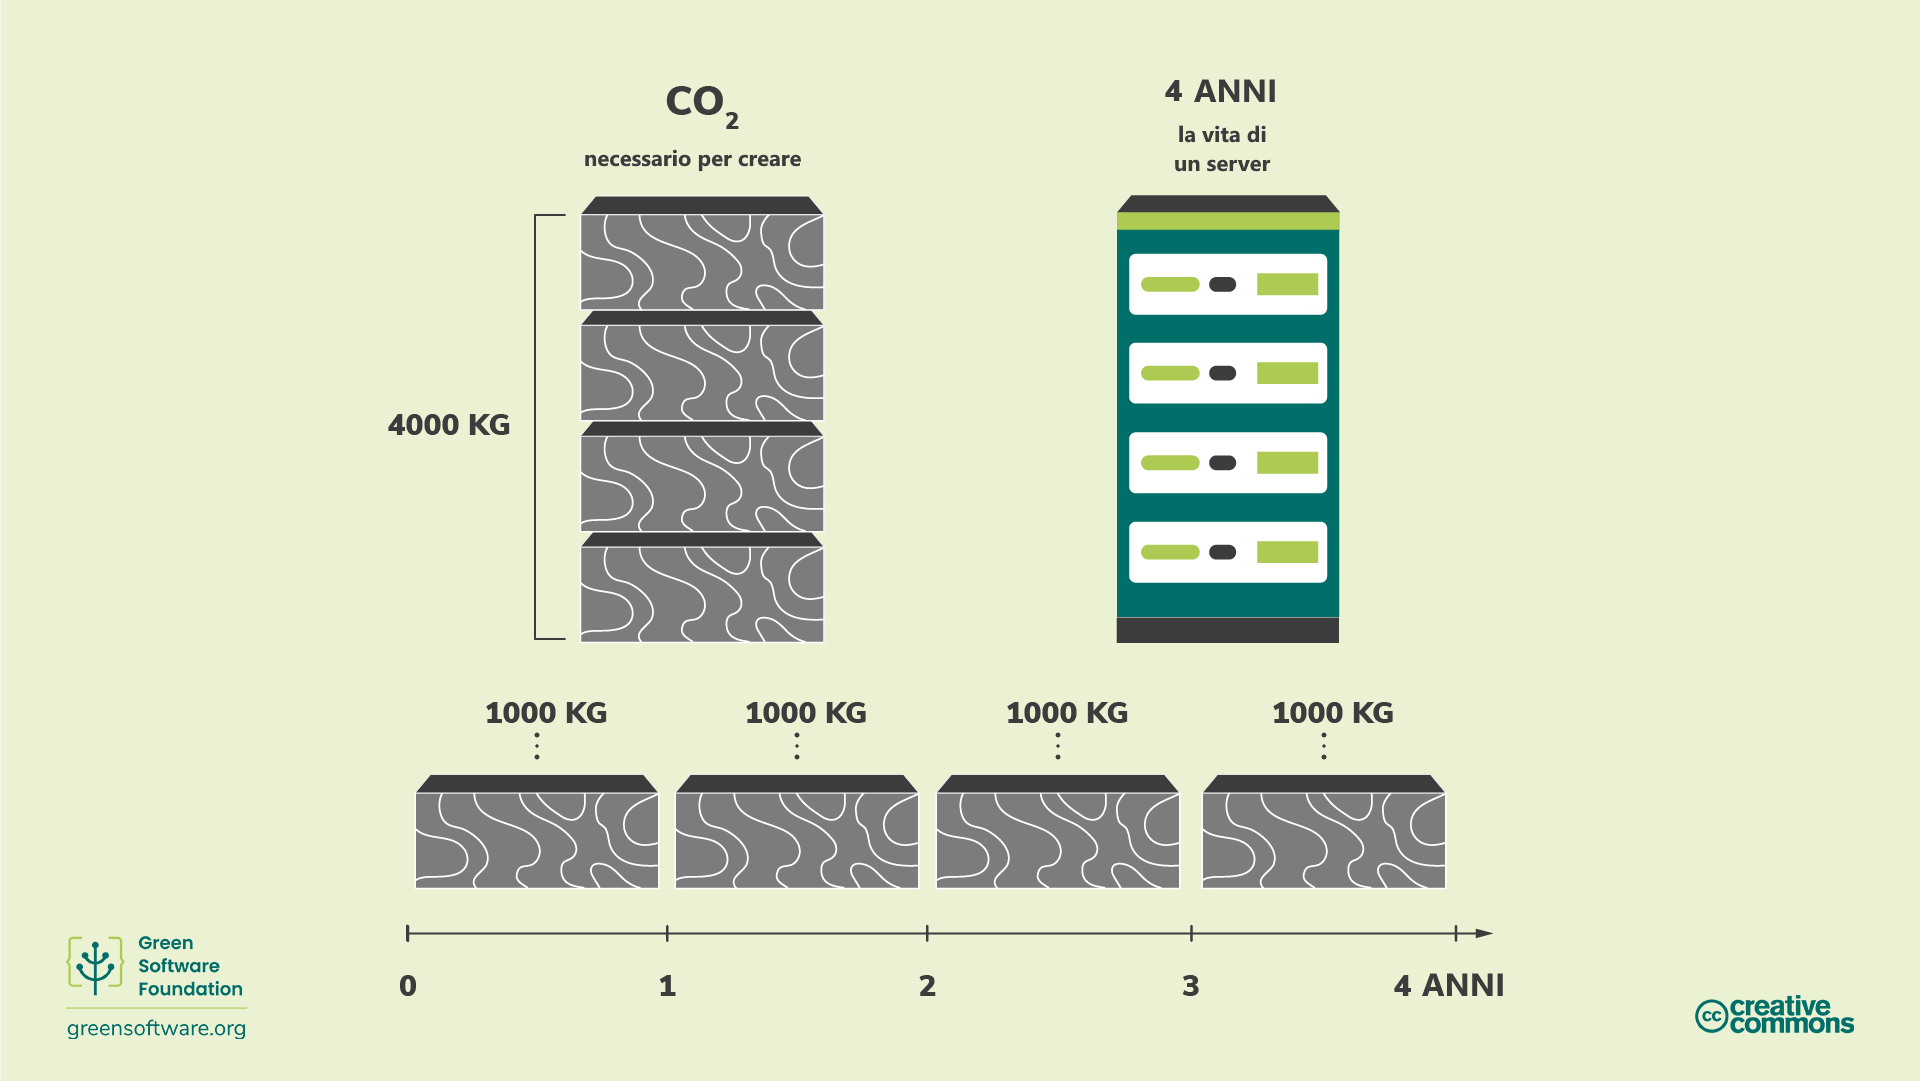 CO2
necessario per creare
4 ANNI
la vita di
un server
4000 KG
1000 KG
1000 KG
1000 KG
1000 KG
0
1
2
3
4 ANNI
Green
Software
Foundation
greensoftware.org
cc creative
commons